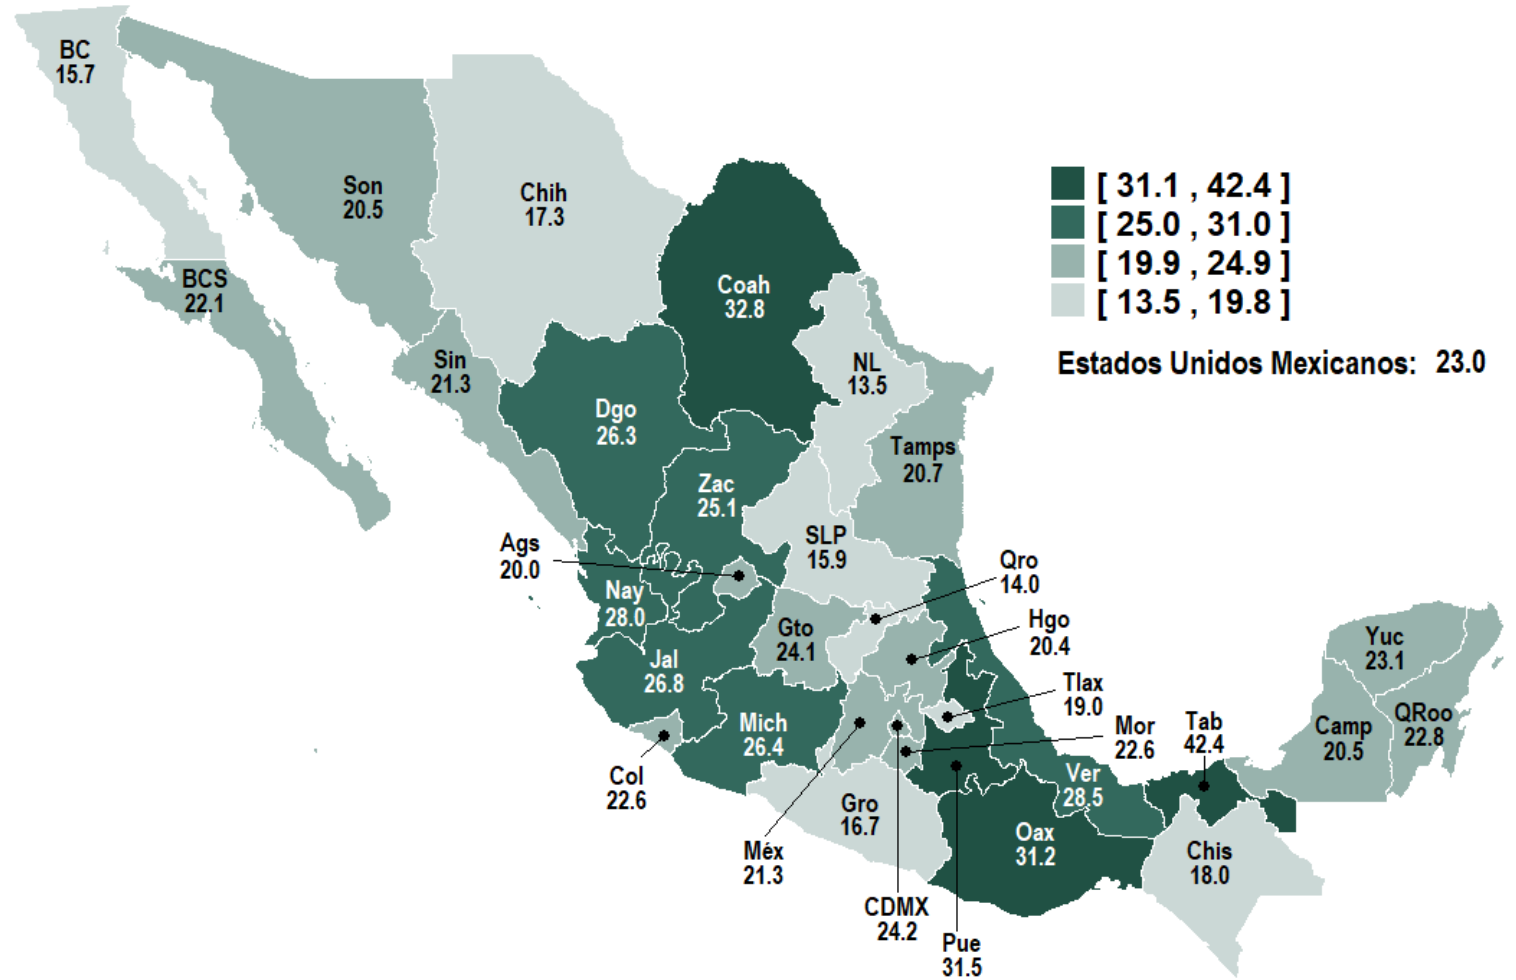 BC
15.7
Son
20.5
Chih
17.3
BCS
22.1
Coah
32.8
[ 31.1 , 42.4 ]
[ 25.0 , 31.0 ]
[ 19.9 , 24.9 ]
[ 13.5 , 19.8 ]
Estados Unidos Mexicanos: 23.0
Sin
21.3
NL
13.5
Dgo
26.3
Tamps
20.7
Zac
25.1
SLP
15.9
Ags
20.0
Qro
14.0
Nay
28.0
Gto
24.1
Hgo
20.4
Yuc
23.1
Jal
26.8
Tlax
19.0
Mich
26.4
Mor
22.6
Tab
42.4
Camp
20.5
QRoo
22.8
Col
22.6
Ver
28.5
Gro
16.7
Oax
31.2
Chis
18.0
Méx
21.3
CDMX
24.2
Pue
31.5